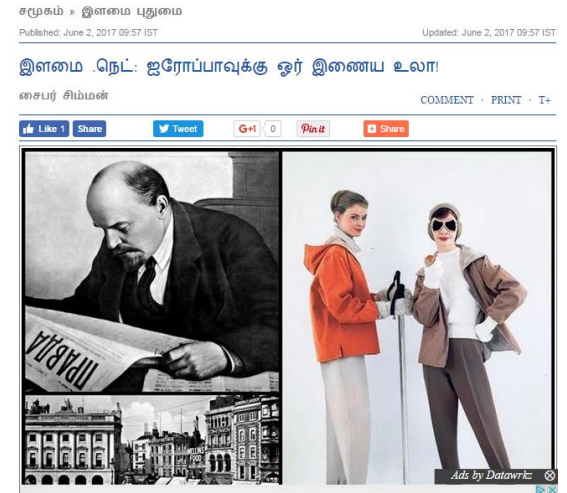 சமூகம் » இளமை புதுமை
Published: June 2, 2017 09:57 IST Updated: June 2, 2017 09:57 IST
இளமை .நெட்: ஐரோப்பாவுக்கு ஓர் இணைய உலா!
சைபர் சிம்மன்
COMMENT · PRINT · T+
Like 1 Share Tweet G+1 0 Pin it Share
ПРАВДА
FOOD
Ads by Datawrkz